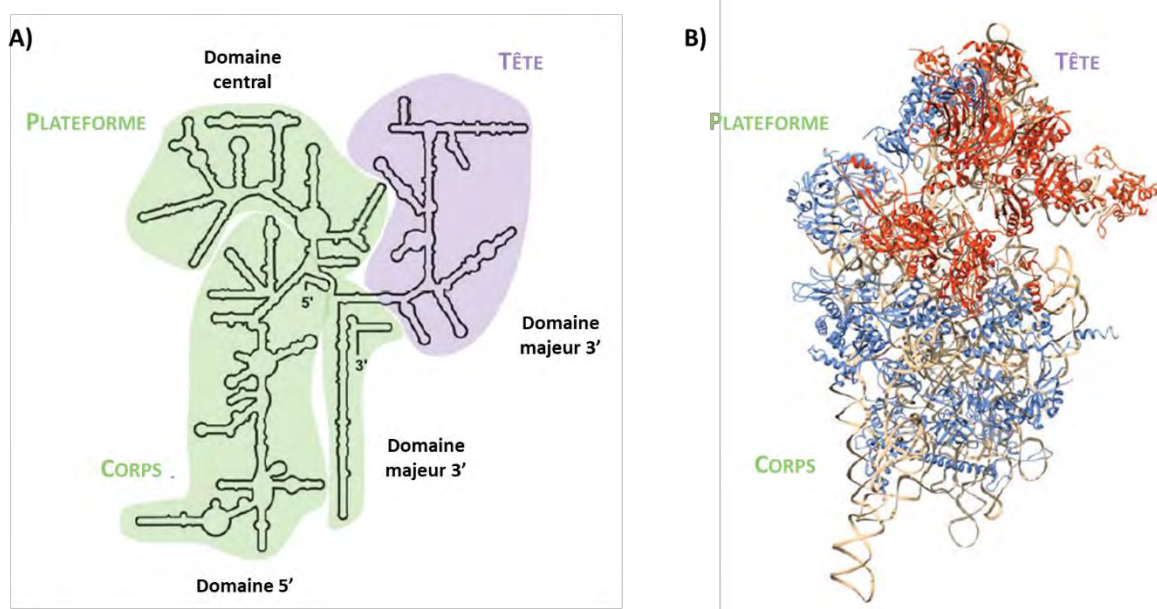 A)
Domaine
central
TÊTE
PLATEFORME
5'
3'
Domaine
majeur 3’
Domaine
majeur 3’
CORPS .
Domaine 5’
B)
TÊTE
PLATEFORME
CORPS